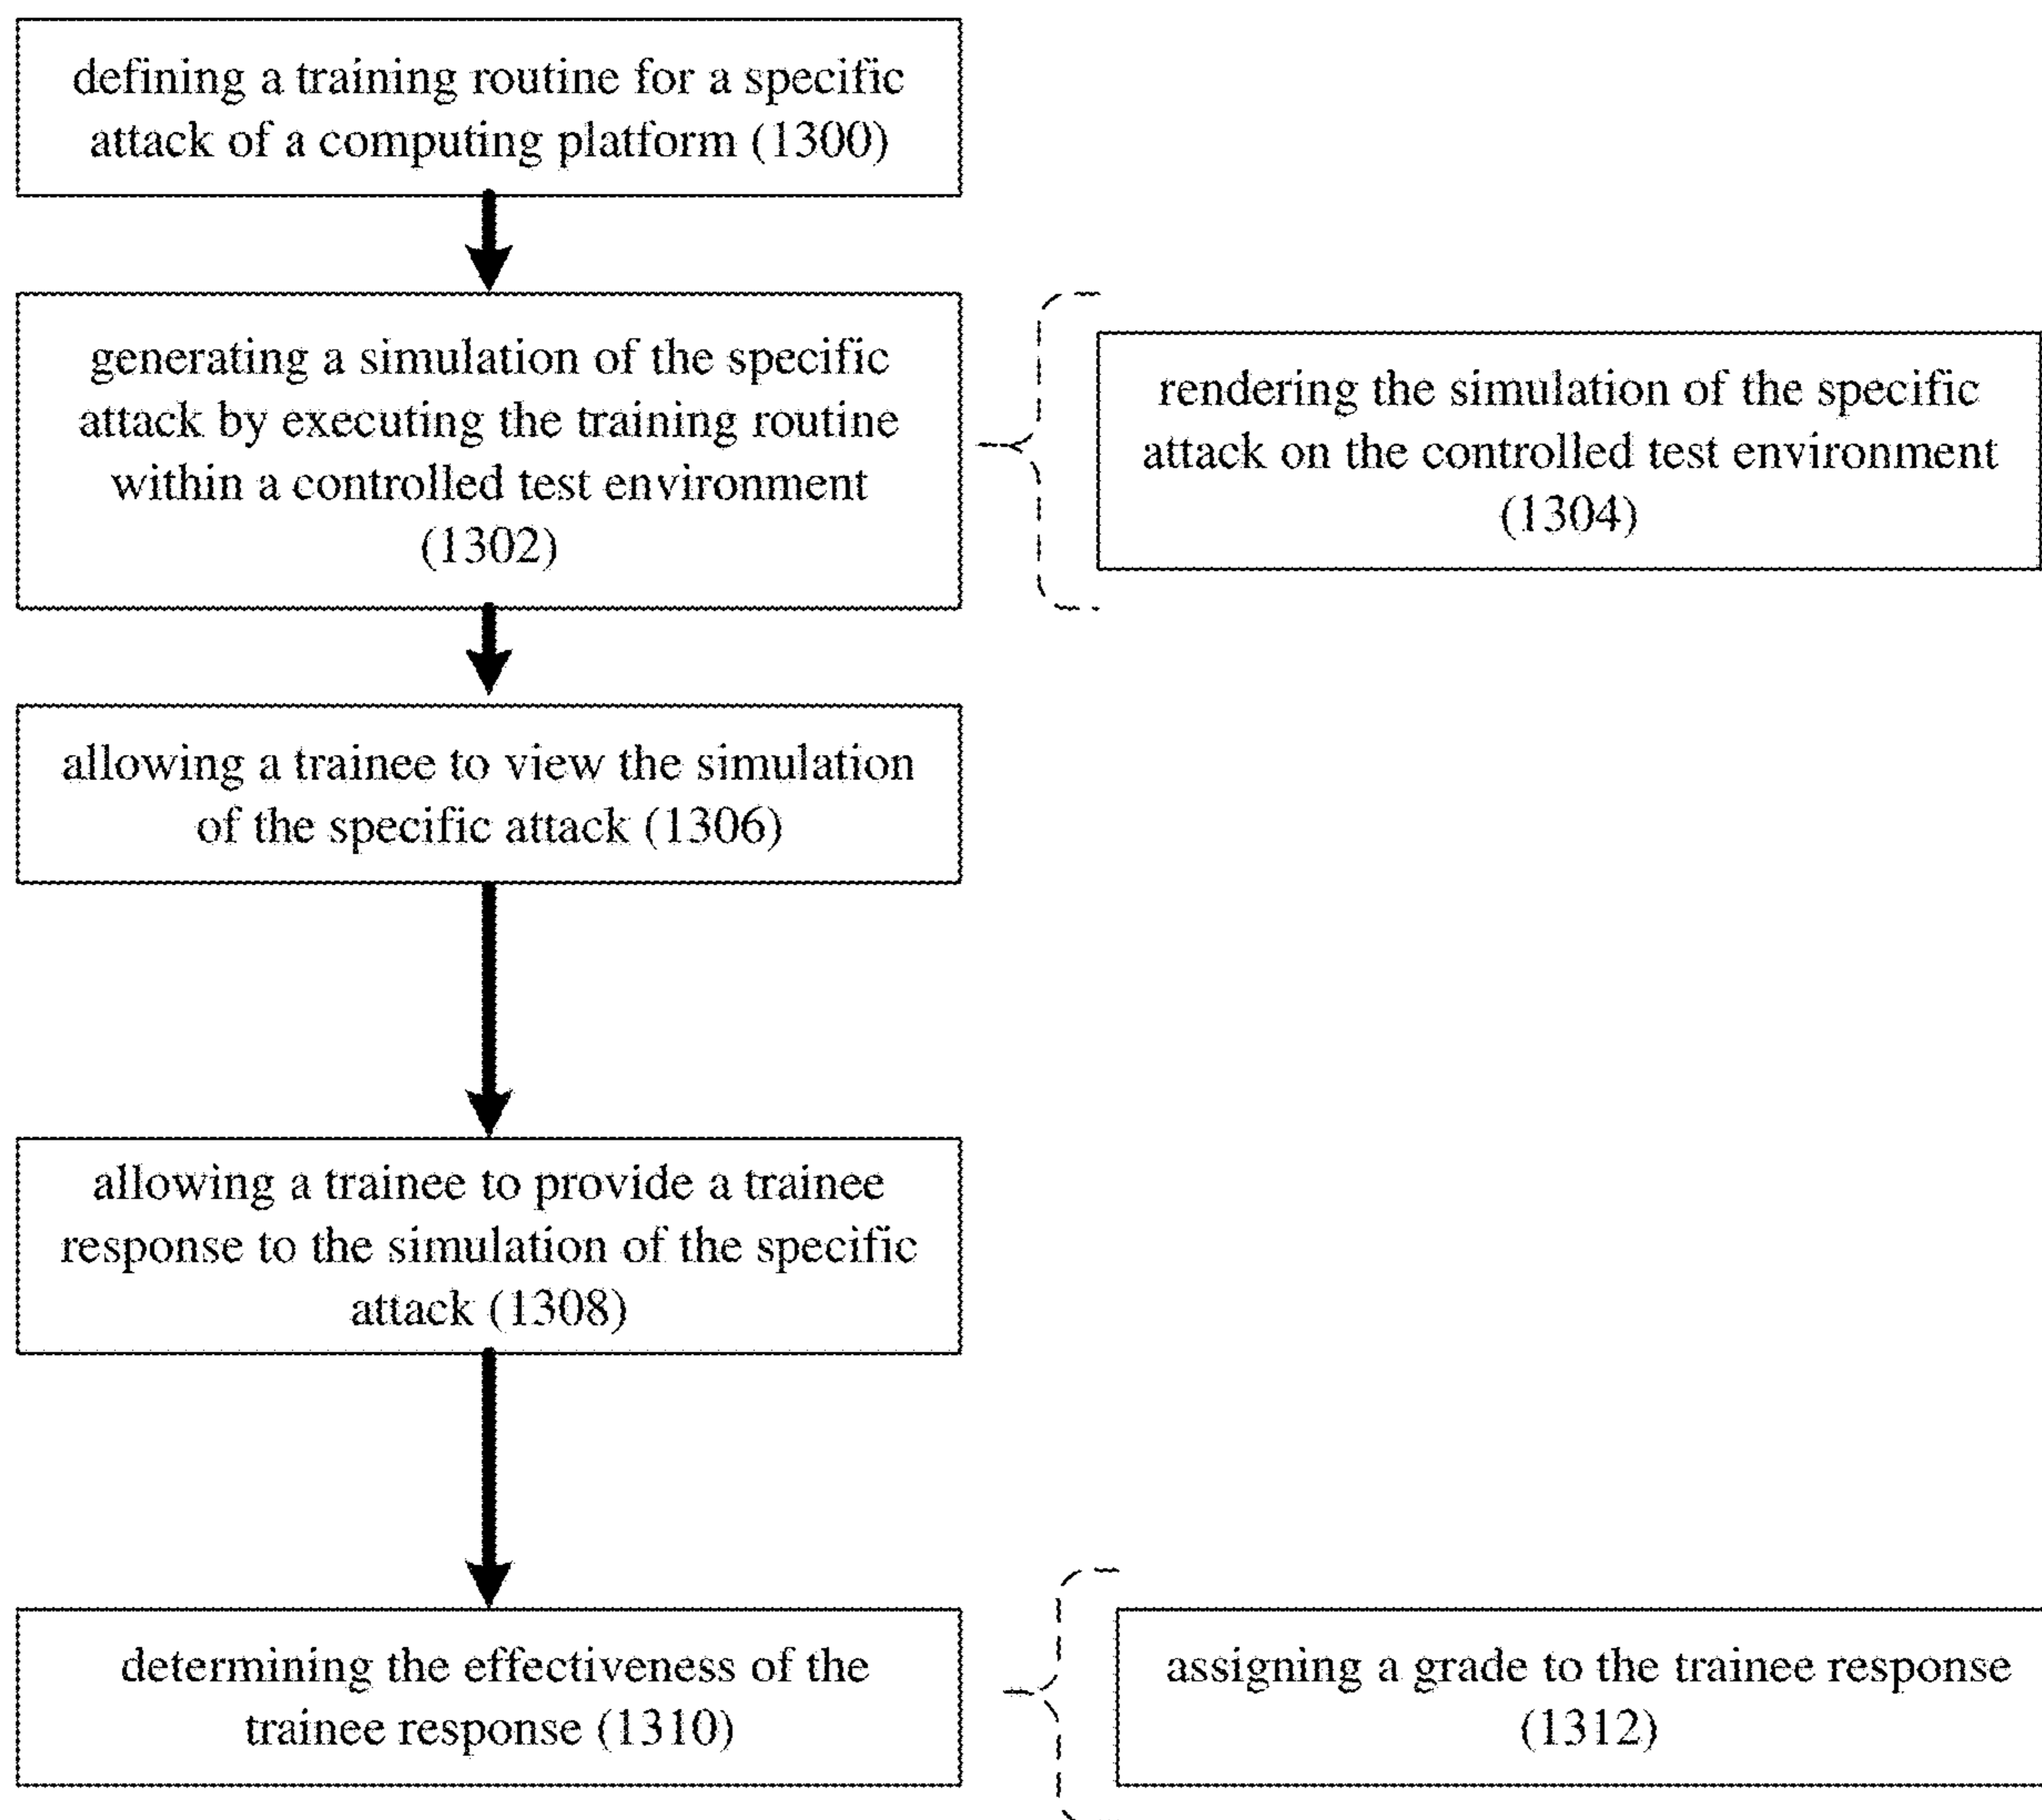 defining a training routine for a specific
attack of a computing platform (1300)
generating a simulation of the specific
attack by executing the training routine
within a controlled test environment
(1302)
rendering the simulation of the specific
attack on the controlled test environment
(1304)
allowing a trainee to view the simulation
of the specific attack (1306)
allowing a trainee to provide a trainee
response to the simulation of the specific
attack (1308)
determining the effectiveness of the
trainee response (1310)
assigning a grade to the trainee response
(1312)